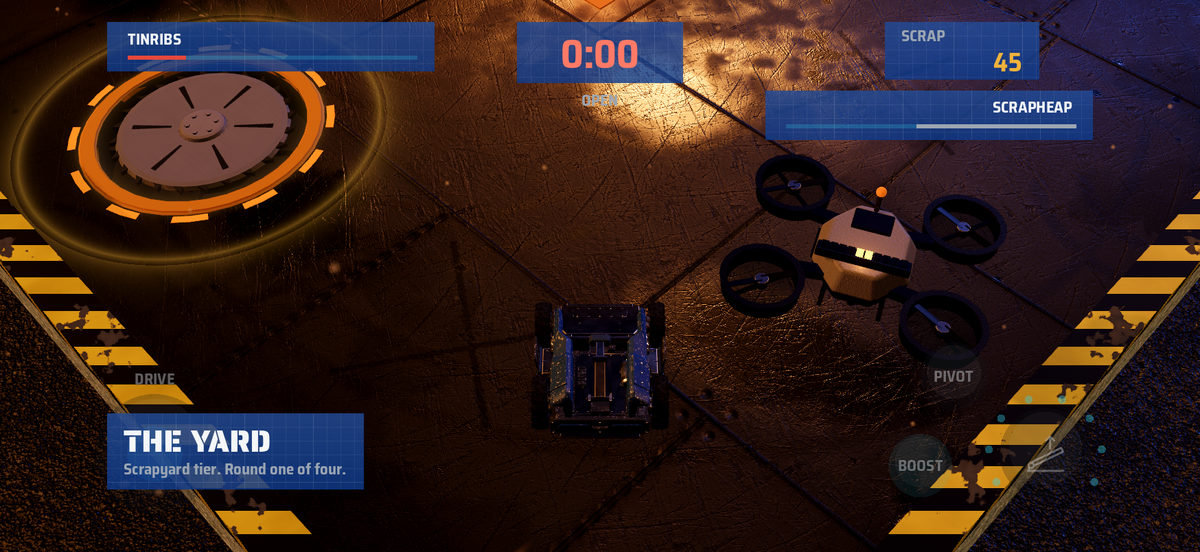 TINRIBS
0:00
OPEN
SCRAP
45
SCRAPHEAP
DRIVE
PIVOT
THE YARD
Scrapyard tier. Round one of four.
BOOST